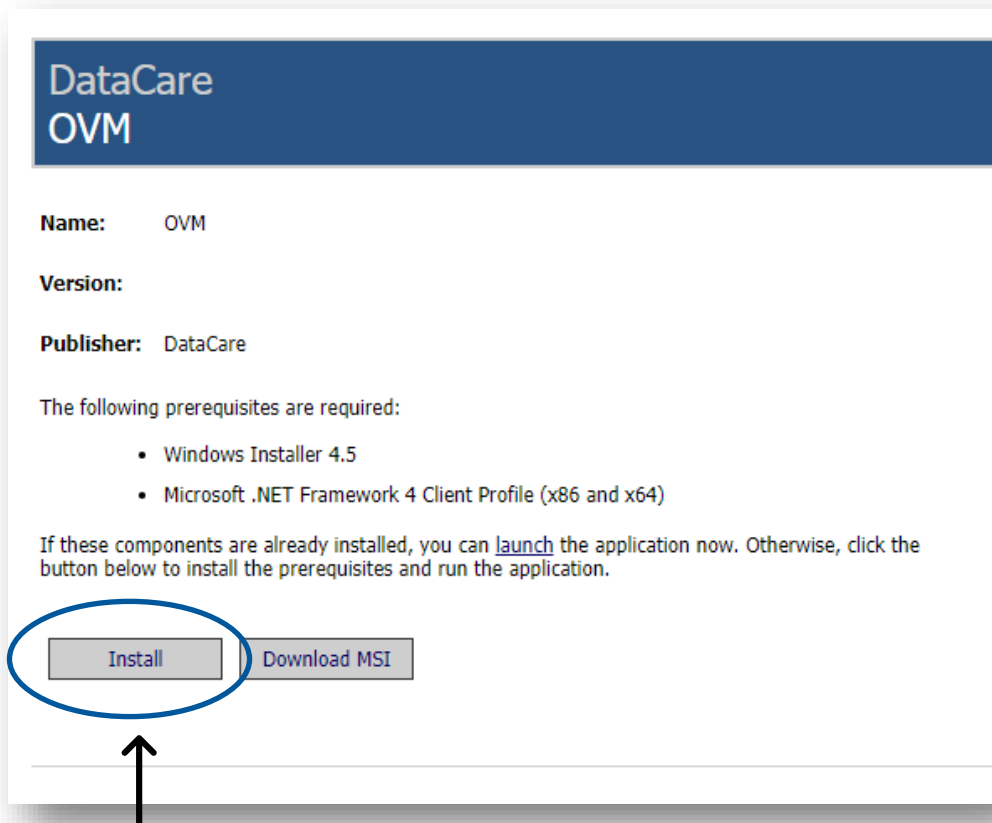 DataCare
OVM
Name: OVM
Version:
Publisher: DataCare
The following prerequisites are required:
• Windows Installer 4.5
• Microsoft .NET Framework 4 Client Profile (x86 and x64)
If these components are already installed, you can launch the application now. Otherwise, click the
button below to install the prerequisites and run the application.
Install Download MSI